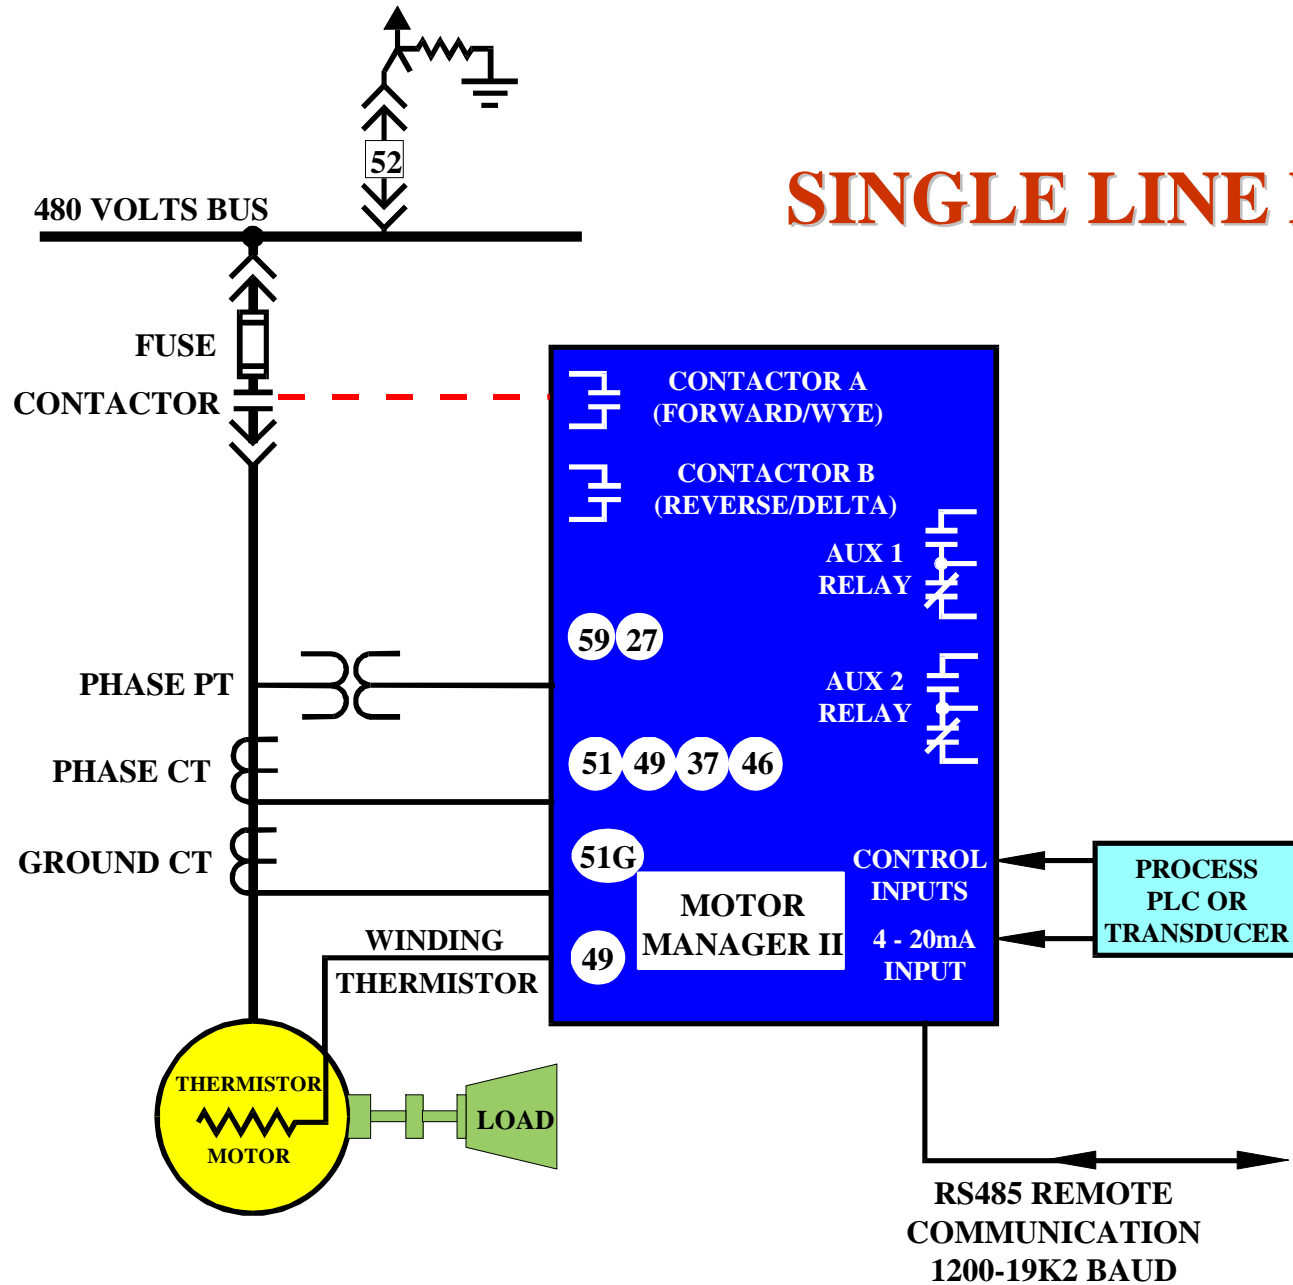 52
480 VOLTS BUS
SINGLE LINE
FUSE
CONTACTOR
CONTACTOR A
(FORWARD/WYE)
CONTACTOR B
(REVERSE/DELTA)
AUX 1
RELAY
59 27
PHASE PT
AUX 2
RELAY
PHASE CT
51 49 37 46
GROUND CT
51G
CONTROL
INPUTS
PROCESS
PLC OR
TRANSDUCER
MOTOR
MANAGER II
4 - 20mA
INPUT
WINDING
THERMISTOR
49
THERMISTOR
MOTOR
LOAD
RS485 REMOTE
COMMUNICATION
1200-19K2 BAUD